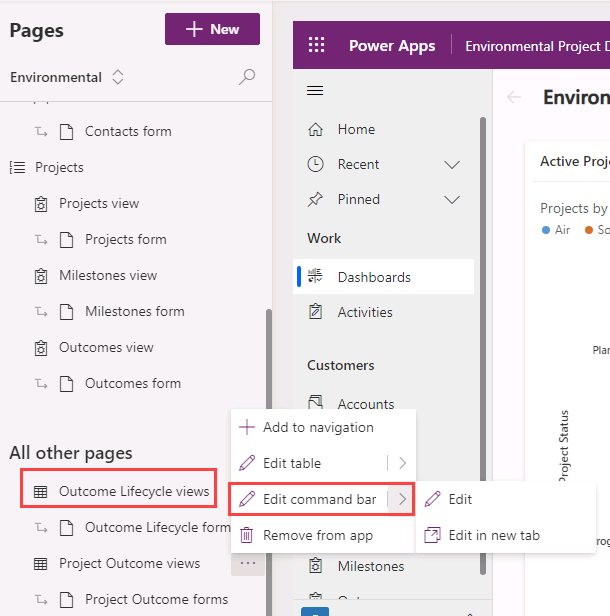 Pages
New
Environmental
Contacts form
Projects
Projects view
Projects form
Milestones view
Milestones form
Outcomes view
Outcomes form
All other pages
Outcome Lifecycle views
Outcome Lifecycle form
Project Outcome views
...
Project Outcome forms
Power Apps
Environmental Project D
Home
Recent
Pinned
Work
Dashboards
Activities
Customers
Accounts
Add to navigation
Edit table
Edit command bar
Remove from app
Edit
Edit in new tab
Milestones
Environ
Active Proj
Projects by
Air
So
Plan
Project Status
rog